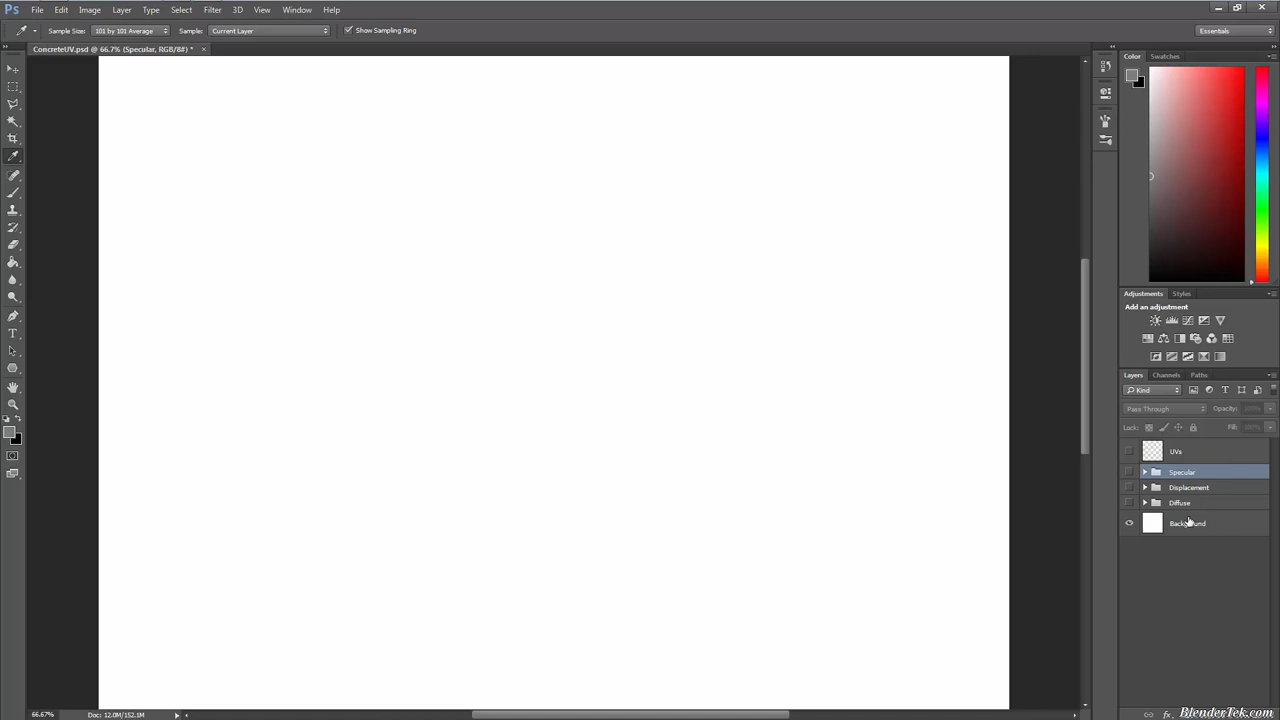 Ps File Edit Image Layer Type Select Filter 3D View Window Help
Sample Size: 101 by 101 Average Sample: Current Layer Show Sampling Ring Essentials
ConcreteUV.psd @ 66.7% (Specular, RGB/8#) * ×
Color Swatches
Adjustments Styles
Add an adjustment
Layers Channels Paths
Kind
Pass Through Opacity: 100%
Lock: Fill: 100%
UVs
Specular
Displacement
Diffuse
Background
66.67% Doc: 12.0M/152.1M
fx
BlenderTek.com